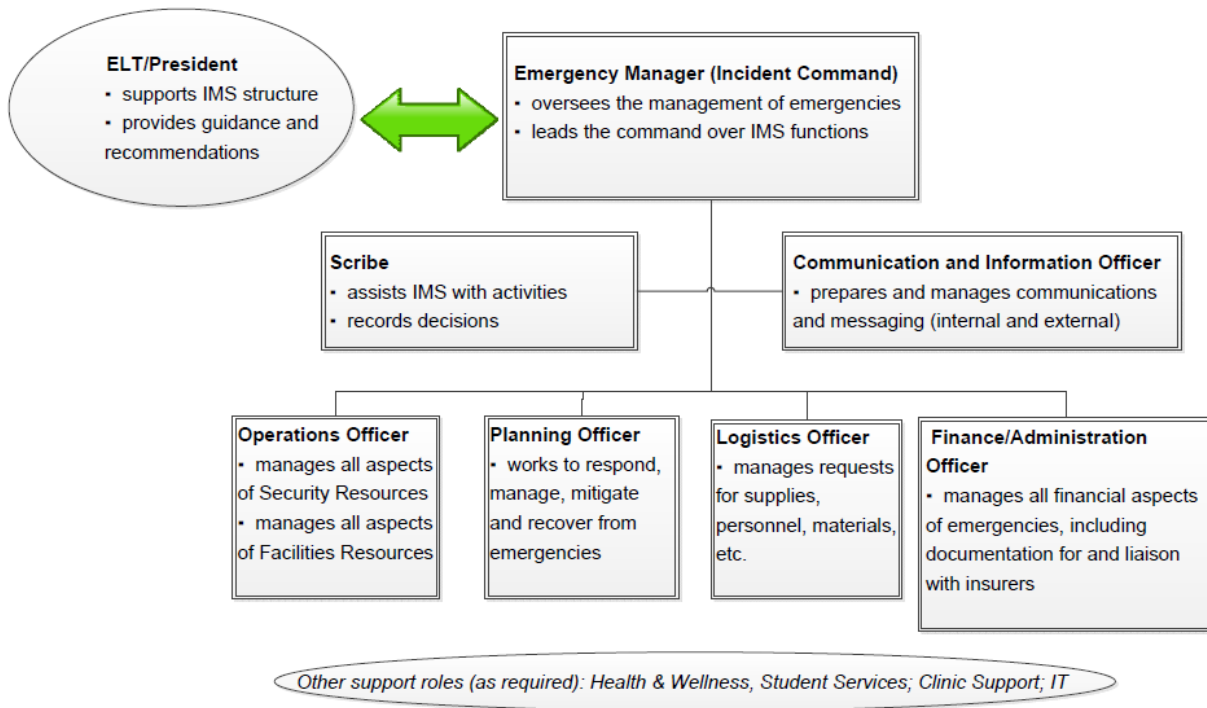 ELT/President
▪ supports IMS structure
▪ provides guidance and
recommendations
Emergency Manager (Incident Command)
▪ oversees the management of emergencies
▪ leads the command over IMS functions
Scribe
▪ assists IMS with activities
▪ records decisions
Communication and Information Officer
▪ prepares and manages communications
and messaging (internal and external)
Operations Officer
▪ manages all aspects
of Security Resources
▪ manages all aspects
of Facilities Resources
Planning Officer
▪ works to respond,
manage, mitigate
and recover from
emergencies
Logistics Officer
▪ manages requests
for supplies,
personnel, materials,
etc.
Finance/Administration
Officer
▪ manages all financial aspects
of emergencies, including
documentation for and liaison
with insurers
Other support roles (as required): Health & Wellness, Student Services; Clinic Support; IT